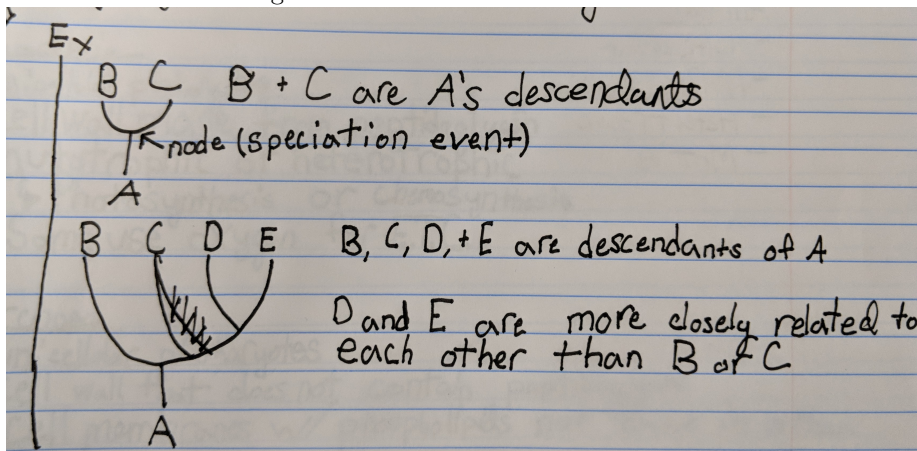 Ex
B C B + C are A's descendants
node (speciation event)
A
B C D E B, C, D, + E are descendants of A
D and E are more closely related to
each other than B or C
A